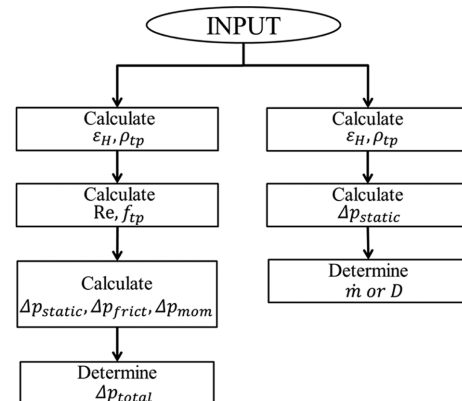 INPUT
Calculate
ε_H, ρ_tp
Calculate
Re, f_tp
Calculate
Δp_static, Δp_frict, Δp_mom
Determine
Δp_total
Calculate
ε_H, ρ_tp
Calculate
Δp_static
Determine
ṁ or D